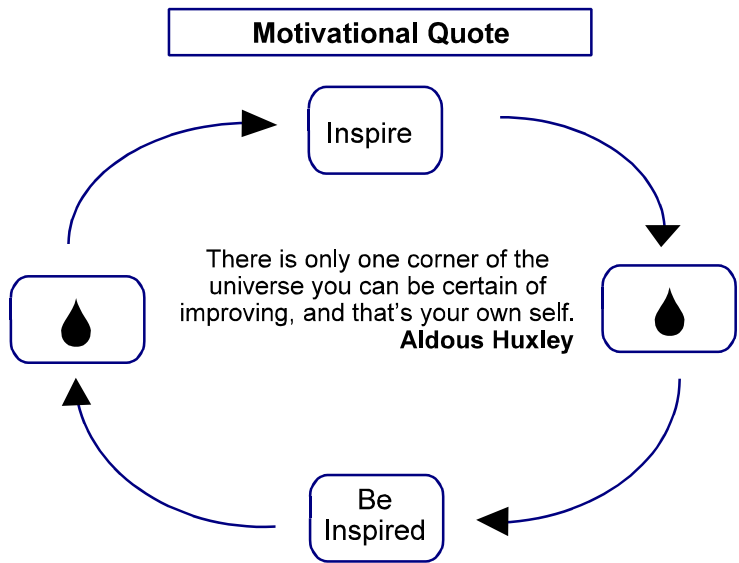 Motivational Quote
Inspire
There is only one corner of the
universe you can be certain of
improving, and that's your own self.
Aldous Huxley
Be
Inspired